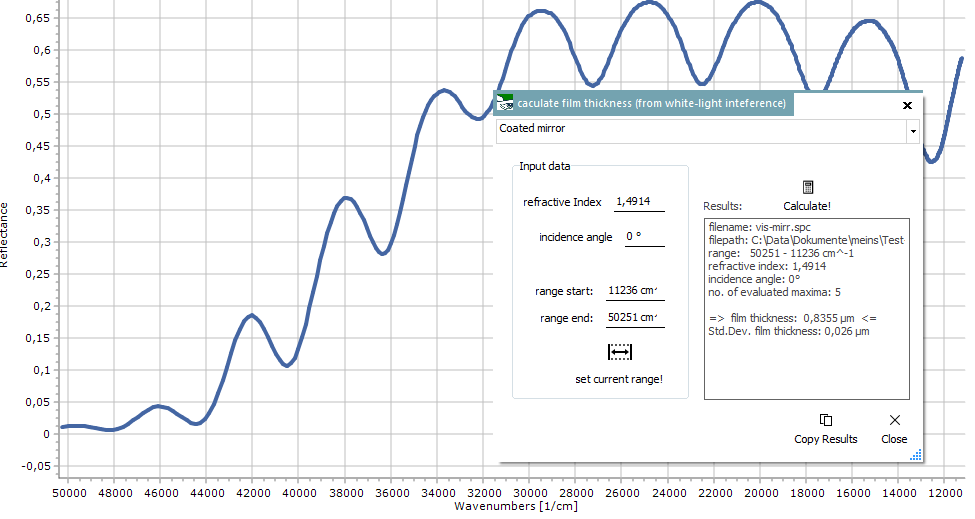 0,65
0,6
0,55
0,5
0,45
0,4
0,35
0,3
0,25
0,2
0,15
0,1
0,05
0
-0,05
Reflectance
50000 48000 46000 44000 42000 40000 38000 36000 34000 32000 30000 28000 26000 24000 22000 20000 18000 16000 14000 12000
Wavenumbers [1/cm]
caculate film thickness (from white-light inteference)
Coated mirror
Input data
refractive Index 1,4914
incidence angle 0 °
range start: 11236 cm⁻
range end: 50251 cm⁻
set current range!
Results:
Calculate!
filename: vis-mirr.spc
filepath: C:\Data\Dokumente\meins\Test
range: 50251 - 11236 cm^-1
refractive index: 1,4914
incidence angle: 0°
no. of evaluated maxima: 5
=> film thickness: 0,8355 µm <=
Std.Dev. film thickness: 0,026 µm
Copy Results
Close